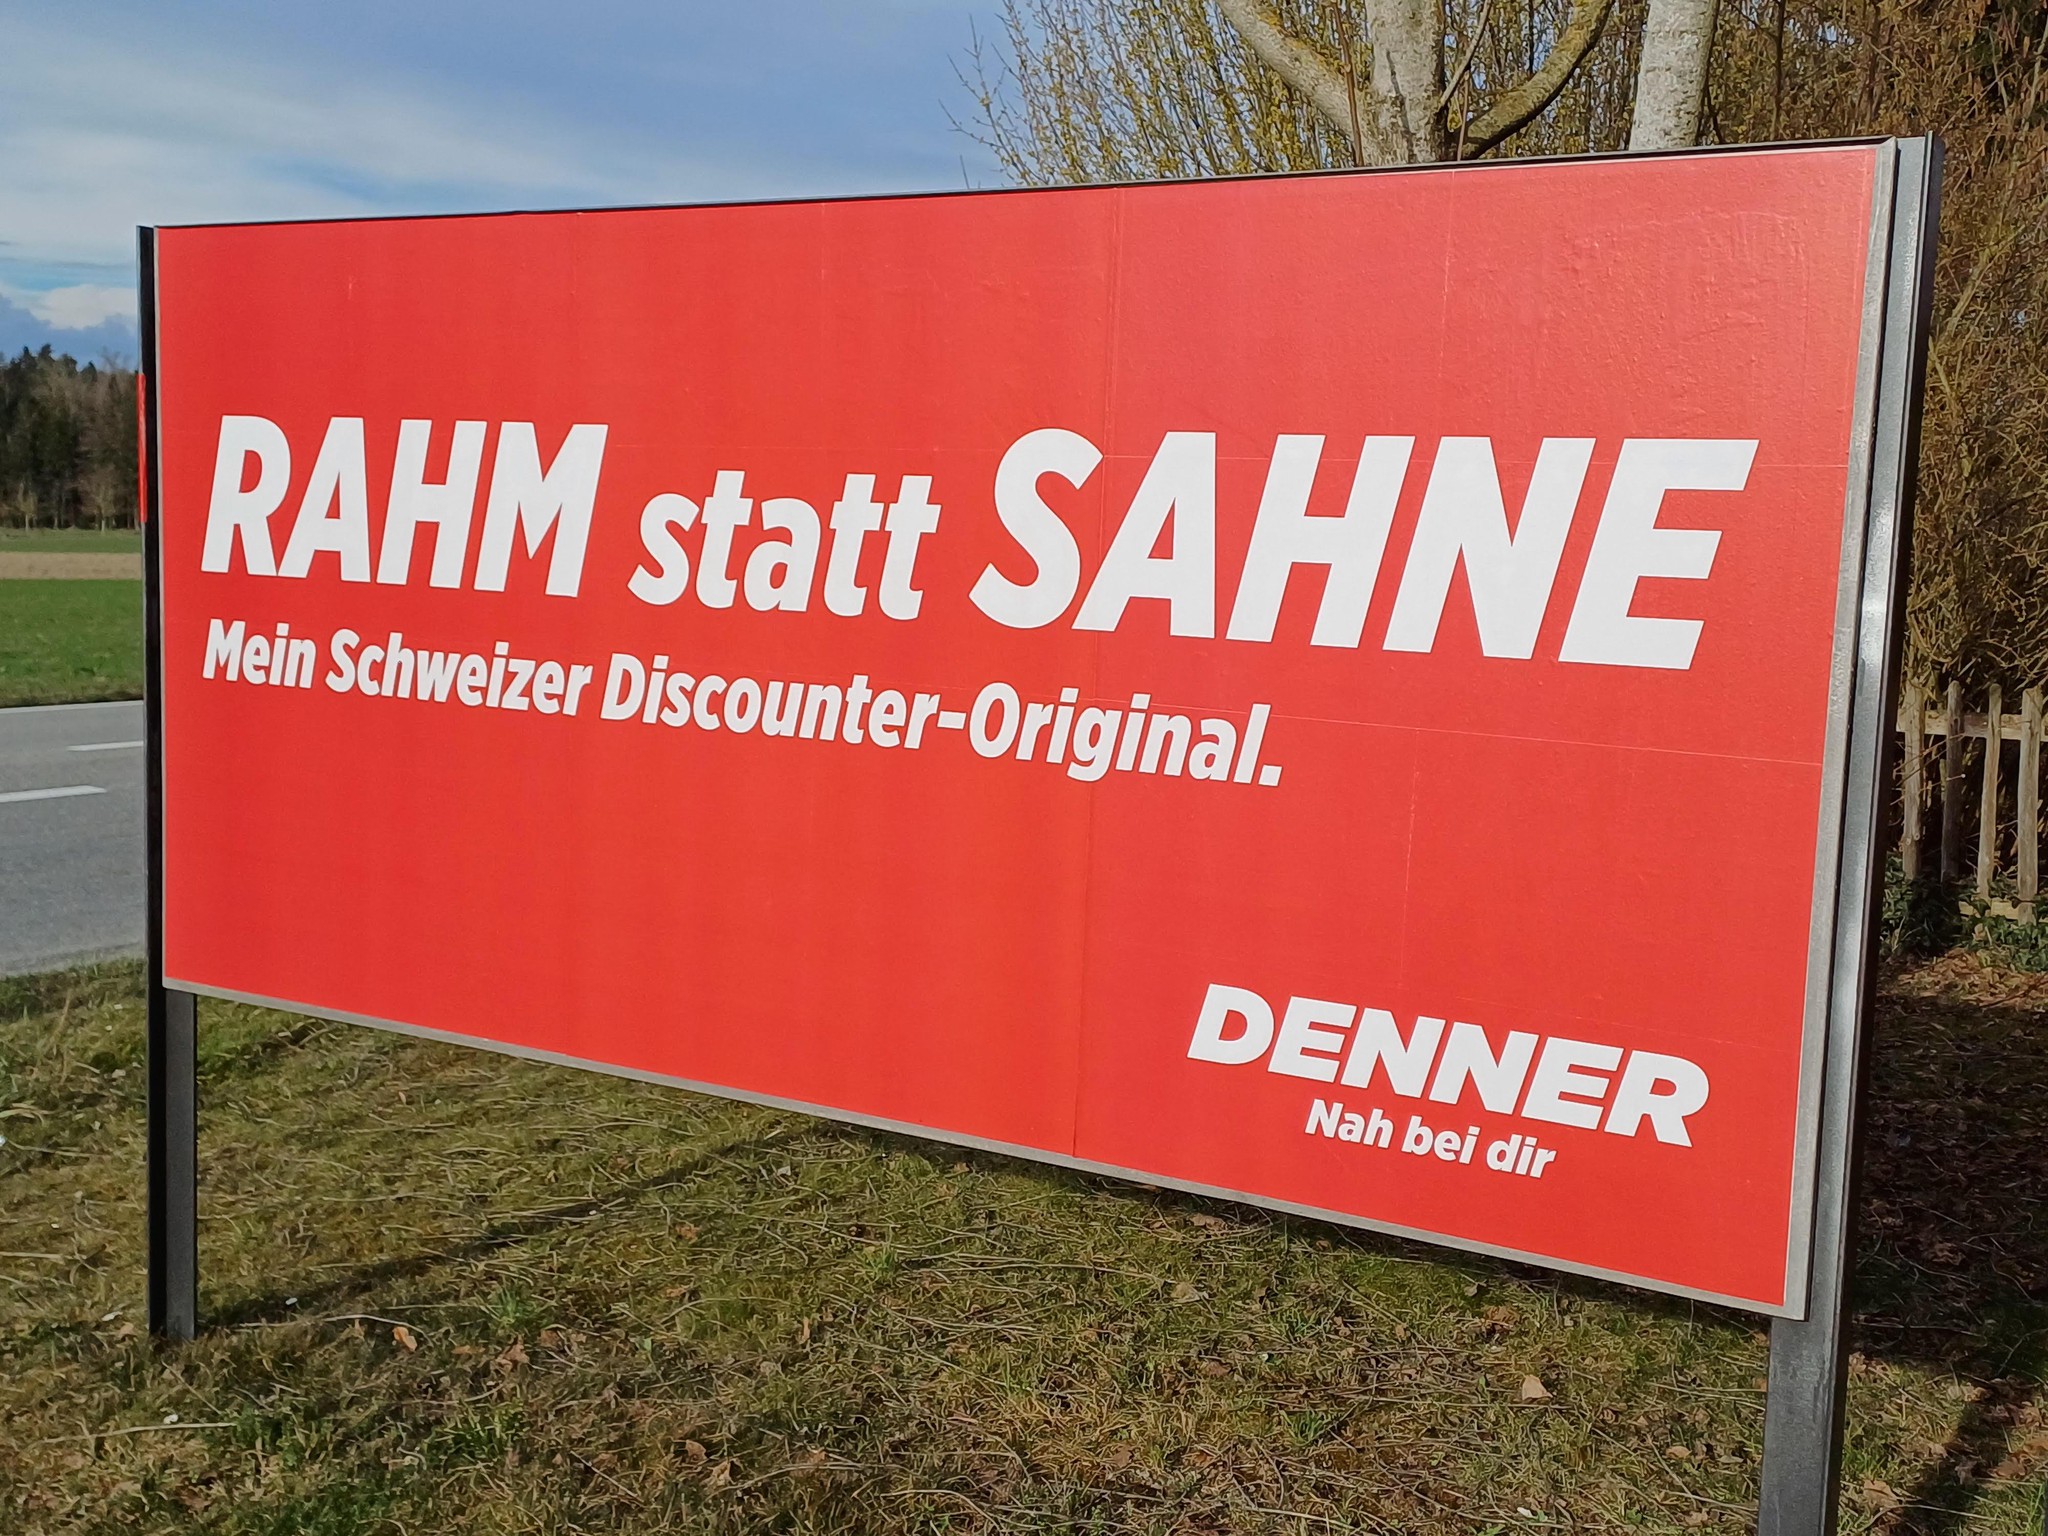 RAHM statt SAHNE
Mein Schweizer Discounter-Original.
DENNER
Nah bei dir